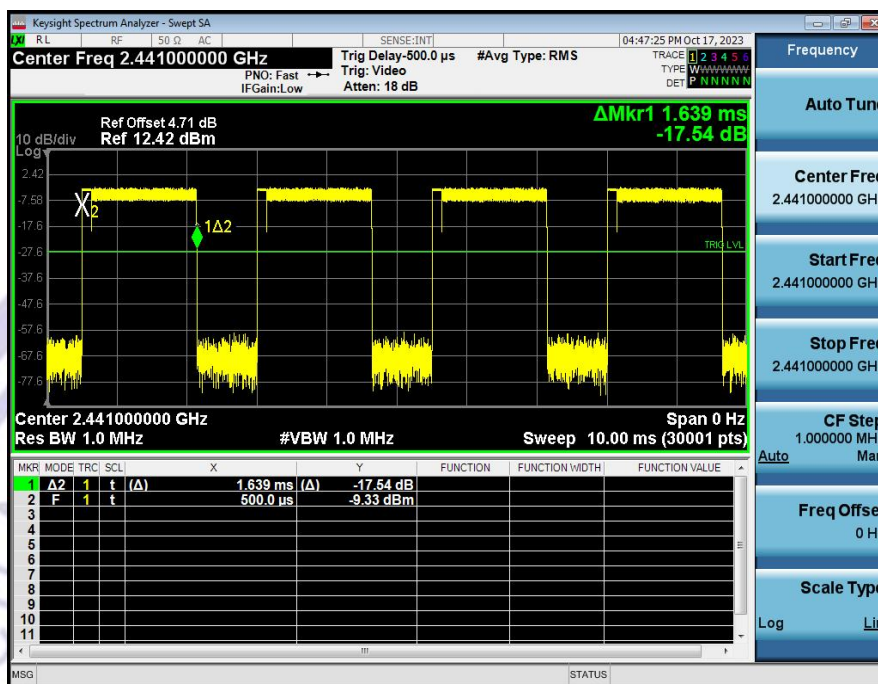 Keysight Spectrum Analyzer - Swept SA
LXI RL RF 50 Ω AC SENSE:INT 04:47:25 PM Oct 17, 2023
Center Freq 2.441000000 GHz
PNO: Fast
IFGain:Low
Trig Delay-500.0 µs
Trig: Video
Atten: 18 dB
#Avg Type: RMS
TRACE 1 2 3 4 5 6
TYPE WWWWWW
DET P N N N N N
ΔMkr1 1.639 ms
-17.54 dB
Ref Offset 4.71 dB
10 dB/div Ref 12.42 dBm
Log
2.42
-7.58
-17.6
-27.6
-37.6
-47.6
-57.6
-67.6
-77.6
X2
1Δ2
TRIG LVL
Center 2.441000000 GHz Span 0 Hz
Res BW 1.0 MHz #VBW 1.0 MHz Sweep 10.00 ms (30001 pts)
MKR MODE TRC SCL X Y FUNCTION FUNCTION WIDTH FUNCTION VALUE
1 Δ2 1 t (Δ) 1.639 ms (Δ) -17.54 dB
2 F 1 t 500.0 µs -9.33 dBm
3
4
5
6
7
8
9
10
11
MSG STATUS
Frequency
Auto Tun
Center Fre
2.441000000 GH
Start Fre
2.441000000 GH
Stop Fre
2.441000000 GH
CF Step
1.000000 MH
Auto Ma
Freq Offse
0 H
Scale Type
Log Li